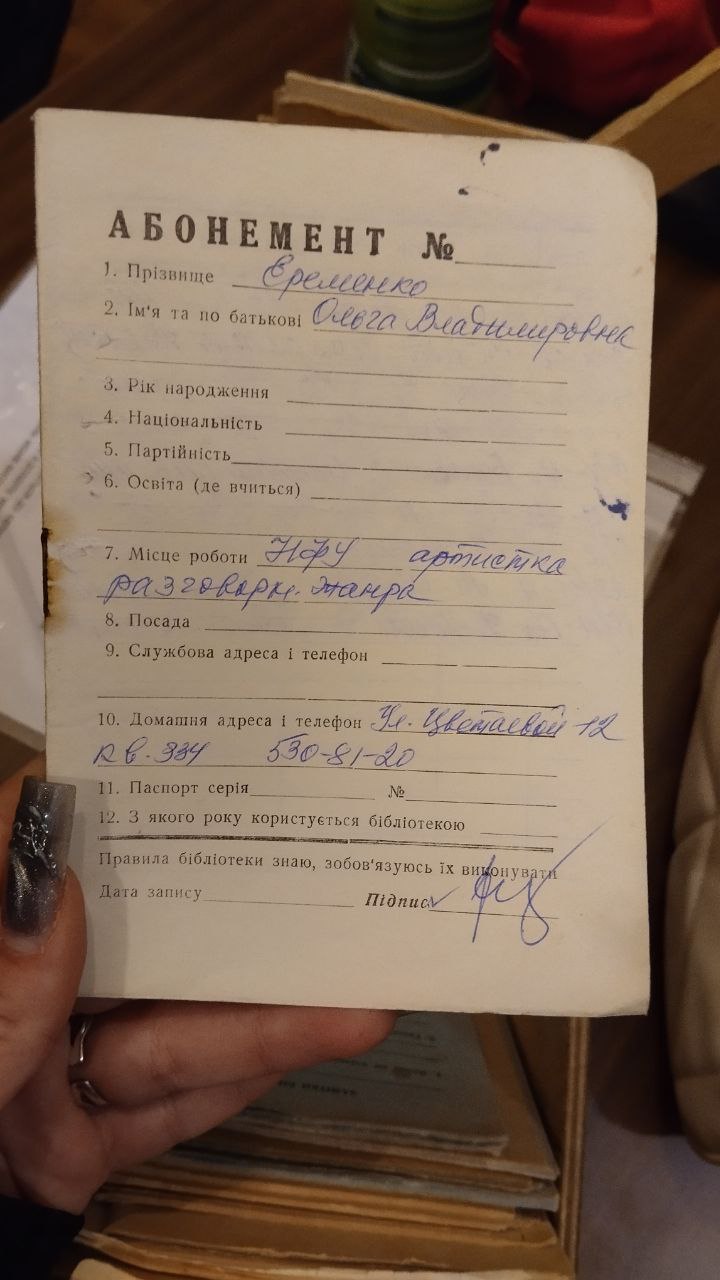 АБОНЕМЕНТ №
1. Прізвище Еременко
2. Ім'я та по батькові Ольга Владимировна
3. Рік народження
4. Національність
5. Партійність
6. Освіта (де вчиться)
7. Місце роботи НФУ артистка
разговорн. жанра
8. Посада
9. Службова адреса і телефон
10. Домашня адреса і телефон Ул. Цветаевой 12
кв. 334 530-81-20
11. Паспорт серія №
12. З якого року користується бібліотекою
Правила бібліотеки знаю, зобов'язуюсь їх виконувати
Дата запису Підпис